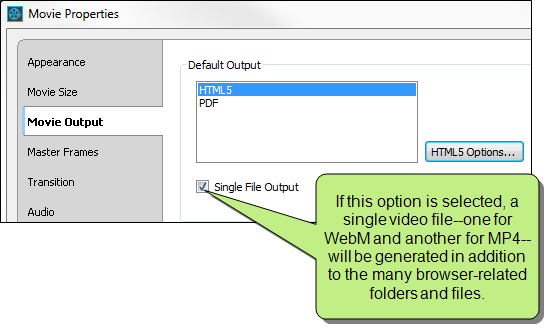 Movie Properties
Appearance
Movie Size
Movie Output
Master Frames
Transition
Audio
Default Output
HTML5
PDF
HTML5 Options...
Single File Output
If this option is selected, a
single video file--one for
WebM and another for MP4--
will be generated in addition
to the many browser-related
folders and files.